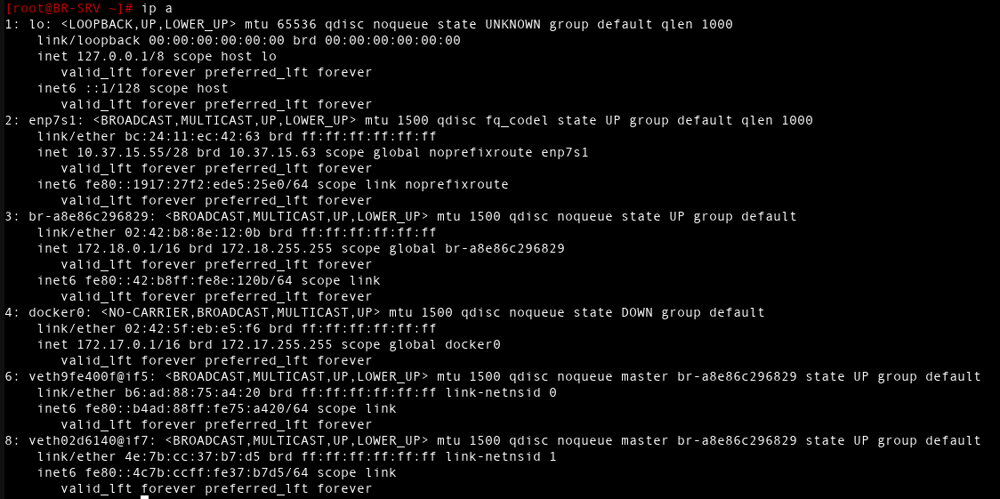 [root@BR-SRV ~]# ip a
1: lo: <LOOPBACK,UP,LOWER_UP> mtu 65536 qdisc noqueue state UNKNOWN group default qlen 1000
    link/loopback 00:00:00:00:00:00 brd 00:00:00:00:00:00
    inet 127.0.0.1/8 scope host lo
       valid_lft forever preferred_lft forever
    inet6 ::1/128 scope host
       valid_lft forever preferred_lft forever
2: enp7s1: <BROADCAST,MULTICAST,UP,LOWER_UP> mtu 1500 qdisc fq_codel state UP group default qlen 1000
    link/ether bc:24:11:ec:42:63 brd ff:ff:ff:ff:ff:ff
    inet 10.37.15.55/28 brd 10.37.15.63 scope global noprefixroute enp7s1
       valid_lft forever preferred_lft forever
    inet6 fe80::1917:27f2:ede5:25e0/64 scope link noprefixroute
       valid_lft forever preferred_lft forever
3: br-a8e86c296829: <BROADCAST,MULTICAST,UP,LOWER_UP> mtu 1500 qdisc noqueue state UP group default
    link/ether 02:42:b8:8e:12:0b brd ff:ff:ff:ff:ff:ff
    inet 172.18.0.1/16 brd 172.18.255.255 scope global br-a8e86c296829
       valid_lft forever preferred_lft forever
    inet6 fe80::42:b8ff:fe8e:120b/64 scope link
       valid_lft forever preferred_lft forever
4: docker0: <NO-CARRIER,BROADCAST,MULTICAST,UP> mtu 1500 qdisc noqueue state DOWN group default
    link/ether 02:42:5f:eb:e5:f6 brd ff:ff:ff:ff:ff:ff
    inet 172.17.0.1/16 brd 172.17.255.255 scope global docker0
       valid_lft forever preferred_lft forever
6: veth9fe400f@if5: <BROADCAST,MULTICAST,UP,LOWER_UP> mtu 1500 qdisc noqueue master br-a8e86c296829 state UP group default
    link/ether b6:ad:88:75:a4:20 brd ff:ff:ff:ff:ff:ff link-netnsid 0
    inet6 fe80::b4ad:88ff:fe75:a420/64 scope link
       valid_lft forever preferred_lft forever
8: veth02d6140@if7: <BROADCAST,MULTICAST,UP,LOWER_UP> mtu 1500 qdisc noqueue master br-a8e86c296829 state UP group default
    link/ether 4e:7b:cc:37:b7:d5 brd ff:ff:ff:ff:ff:ff link-netnsid 1
    inet6 fe80::4c7b:ccff:fe37:b7d5/64 scope link
       valid_lft forever preferred_lft forever